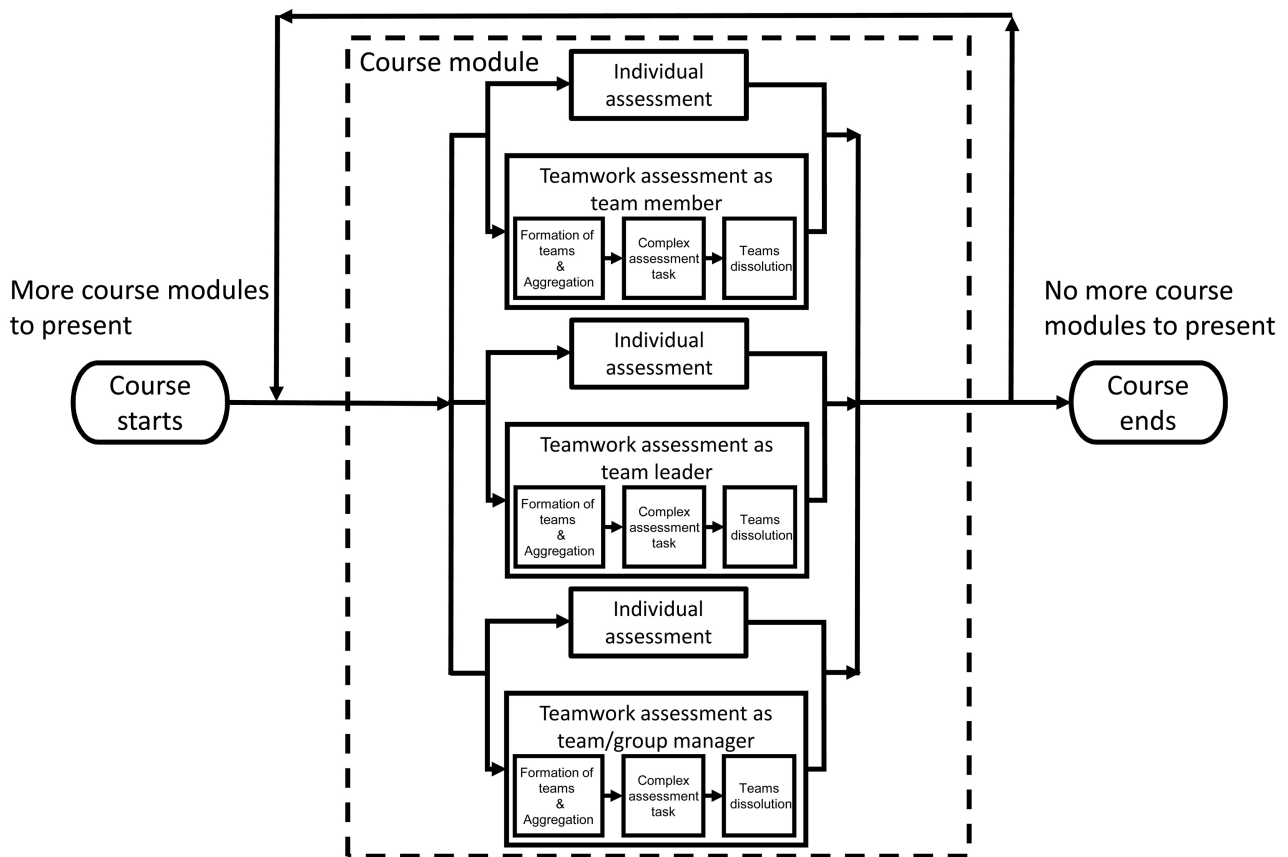 Course module
Individual
assessment
Teamwork assessment as
team member
Formation of
teams
&
Aggregation
Complex
assessment
task
Teams
dissolution
More course modules
to present
Course
starts
Individual
assessment
Teamwork assessment as
team leader
Formation of
teams
&
Aggregation
Complex
assessment
task
Teams
dissolution
No more course
modules to present
Course
ends
Individual
assessment
Teamwork assessment as
team/group manager
Formation of
teams
&
Aggregation
Complex
assessment
task
Teams
dissolution